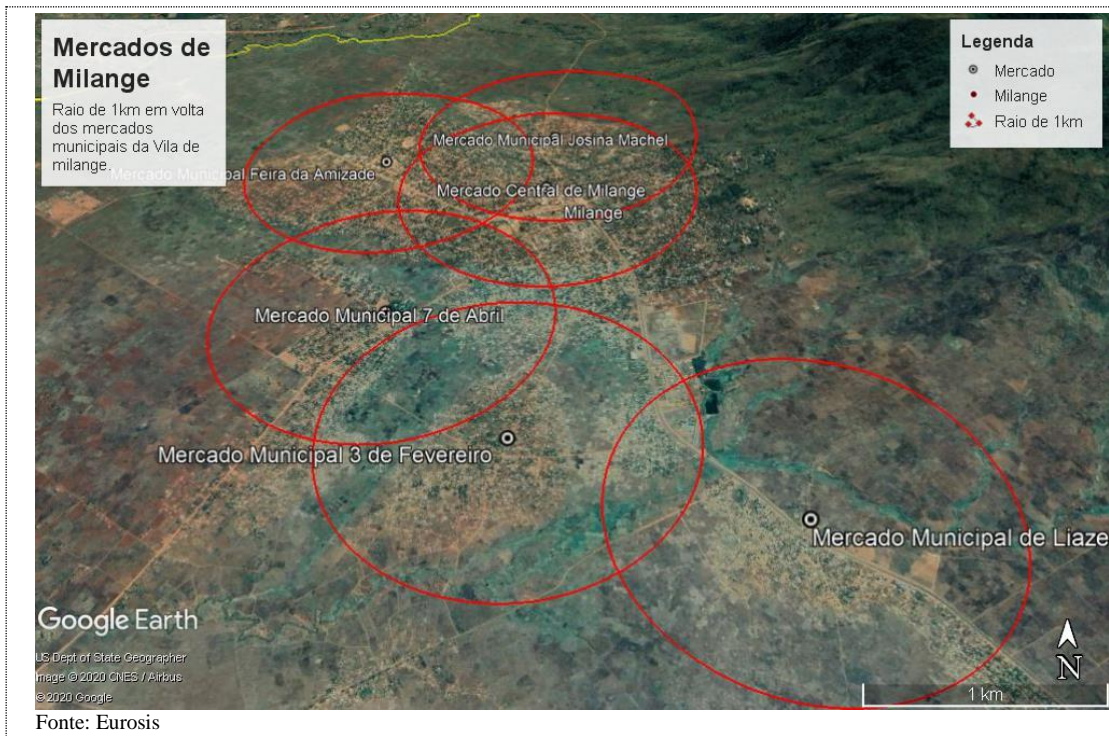 Mercados de
Milange
Raio de 1km em volta
dos mercados
municipais da Vila de
milange.
Legenda
Mercado
Milange
Raio de 1km
Mercado Municipal Josina Machel
Mercado Municipal Feira da Amizade
Mercado Central de Milange
Milange
Mercado Municipal 7 de Abril
Mercado Municipal 3 de Fevereiro
Mercado Municipal de Liaze
Google Earth
US Dept of State Geographer
Image © 2020 CNES / Airbus
© 2020 Google
N
1 km
Fonte: Eurosis